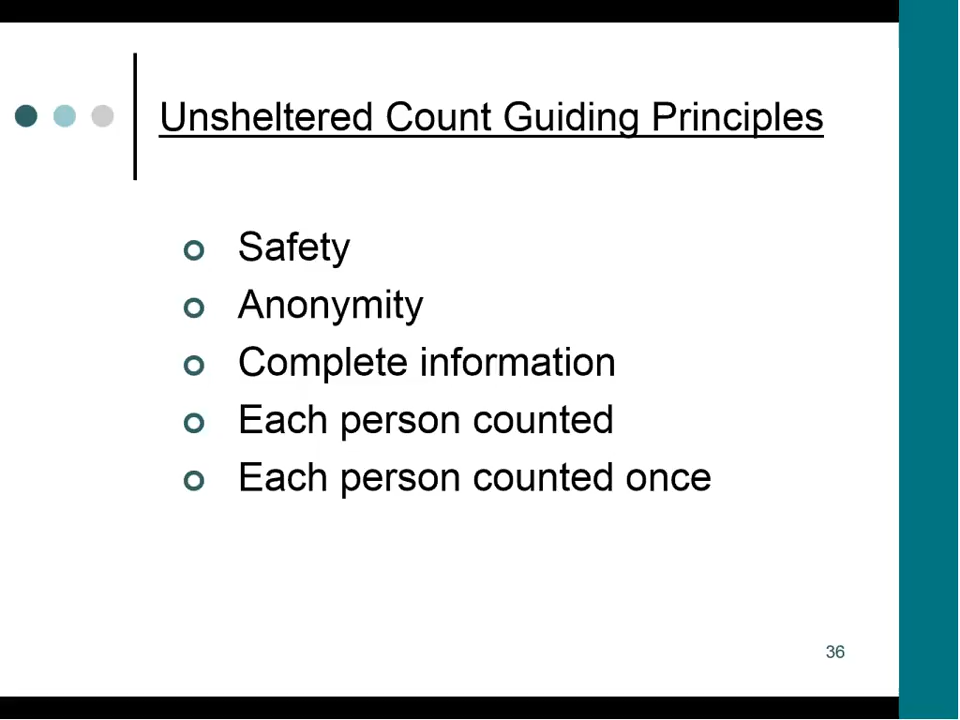 Unsheltered Count Guiding Principles
Safety
Anonymity
Complete information
Each person counted
Each person counted once
36